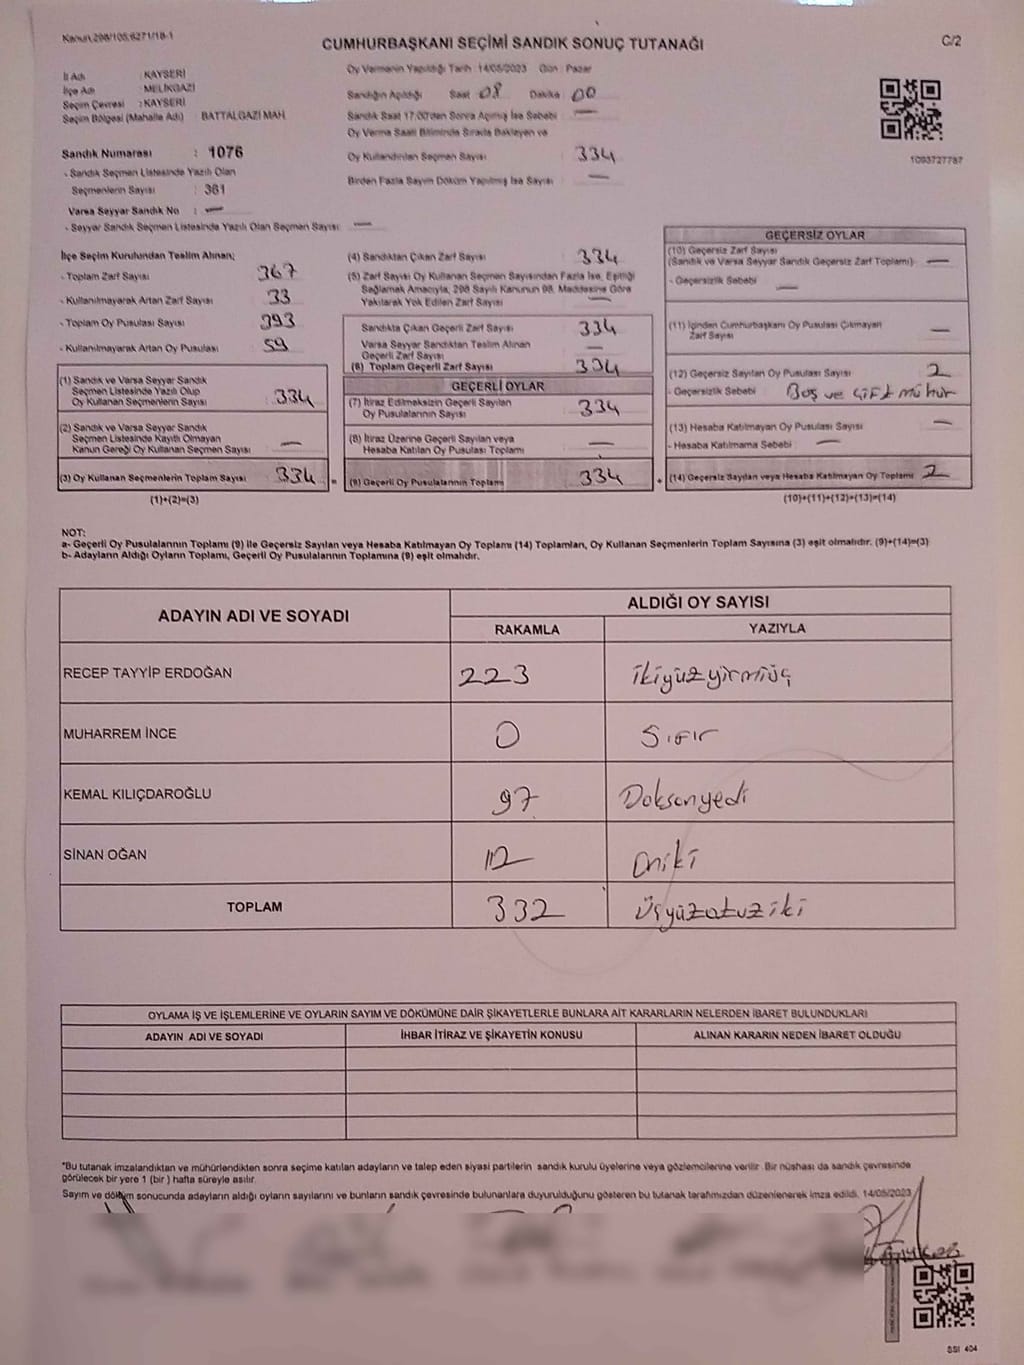 Kanun 298/105;6271/18-1
CUMHURBAŞKANI SEÇİMİ SANDIK SONUÇ TUTANAĞI
C/2
İl Adı : KAYSERİ
İlçe Adı : MELİKGAZİ
Seçim Çevresi : KAYSERİ
Seçim Bölgesi (Mahalle Adı) BATTALGAZİ MAH
Sandık Numarası : 1076
- Sandık Seçmen Listesinde Yazılı Olan
Seçmenlerin Sayısı : 361
Varsa Seyyar Sandık No : —
- Seyyar Sandık Seçmen Listesinde Yazılı Olan Seçmen Sayısı —
Oy Vermenin Yapıldığı Tarih : 14/05/2023 Gün : Pazar
Sandığın Açıldığı Saat 08 Dakika 00
Sandık Saat 17:00'den Sonra Açılmış İse Sebebi —
Oy Verme Saati Bitiminde Sırada Bekleyen ve
Oy Kullandırılan Seçmen Sayısı 334
Birden Fazla Sayım Döküm Yapılmış İse Sayısı —
1093727787
İlçe Seçim Kurulundan Teslim Alınan;
- Toplam Zarf Sayısı 367
- Kullanılmayarak Artan Zarf Sayısı 33
- Toplam Oy Pusulası Sayısı 393
- Kullanılmayarak Artan Oy Pusulası 59
(1) Sandık ve Varsa Seyyar Sandık
Seçmen Listesinde Yazılı Olup
Oy Kullanan Seçmenlerin Sayısı 334
(2) Sandık ve Varsa Seyyar Sandık
Seçmen Listesinde Kayıtlı Olmayan
Kanun Gereği Oy Kullanan Seçmen Sayısı —
(3) Oy Kullanan Seçmenlerin Toplam Sayısı 334
(1)+(2)=(3)
=
(4) Sandıktan Çıkan Zarf Sayısı 334
(5) Zarf Sayısı Oy Kullanan Seçmen Sayısından Fazla İse, Eşitliği
Sağlamak Amacıyla, 298 Sayılı Kanunun 98. Maddesine Göre
Yakılarak Yok Edilen Zarf Sayısı —
Sandıkta Çıkan Geçerli Zarf Sayısı 334
Varsa Seyyar Sandıktan Teslim Alınan
Geçerli Zarf Sayısı —
(6) Toplam Geçerli Zarf Sayısı 334
GEÇERLİ OYLAR
(7) İtiraz Edilmeksizin Geçerli Sayılan
Oy Pusulalarının Sayısı 334
(8) İtiraz Üzerine Geçerli Sayılan veya
Hesaba Katılan Oy Pusulası Toplamı —
(9) Geçerli Oy Pusulalarının Toplamı 334
+
GEÇERSİZ OYLAR
(10) Geçersiz Zarf Sayısı
(Sandık ve Varsa Seyyar Sandık Geçersiz Zarf Toplamı) —
- Geçersizlik Sebebi —
(11) İçinden Cumhurbaşkanı Oy Pusulası Çıkmayan
Zarf Sayısı —
(12) Geçersiz Sayılan Oy Pusulası Sayısı 2
- Geçersizlik Sebebi Boş ve çift mühür
(13) Hesaba Katılmayan Oy Pusulası Sayısı —
- Hesaba Katılmama Sebebi —
(14) Geçersiz Sayılan veya Hesaba Katılmayan Oy Toplamı 2
(10)+(11)+(12)+(13)=(14)
NOT:
a- Geçerli Oy Pusulalarının Toplamı (9) ile Geçersiz Sayılan veya Hesaba Katılmayan Oy Toplamı (14) Toplamları, Oy Kullanan Seçmenlerin Toplam Sayısına (3) eşit olmalıdır. (9)+(14)=(3)
b- Adayların Aldığı Oyların Toplamı, Geçerli Oy Pusulalarının Toplamına (9) eşit olmalıdır.
ADAYIN ADI VE SOYADI
ALDIĞI OY SAYISI
RAKAMLA YAZIYLA
RECEP TAYYİP ERDOĞAN 223 ikiyüzyirmiüç
MUHARREM İNCE 0 Sıfır
KEMAL KILIÇDAROĞLU 97 Doksanyedi
SİNAN OĞAN 12 Oniki
TOPLAM 332 Üçyüzotuziki
OYLAMA İŞ VE İŞLEMLERİNE VE OYLARIN SAYIM VE DÖKÜMÜNE DAİR ŞİKAYETLERLE BUNLARA AİT KARARLARIN NELERDEN İBARET BULUNDUKLARI
ADAYIN ADI VE SOYADI İHBAR İTİRAZ VE ŞİKAYETİN KONUSU ALINAN KARARIN NEDEN İBARET OLDUĞU
*Bu tutanak imzalandıktan ve mühürlendikten sonra seçime katılan adayların ve talep eden siyasi partilerin sandık kurulu üyelerine veya gözlemcilerine verilir. Bir nüshası da sandık çevresinde
görülecek bir yere 1 (bir) hafta süreyle asılır.
Sayım ve döküm sonucunda adayların aldığı oyların sayılarını ve bunların sandık çevresinde bulunanlara duyurulduğunu gösteren bu tutanak tarafımızdan düzenlenerek imza edildi. 14/05/2023
SSI 404